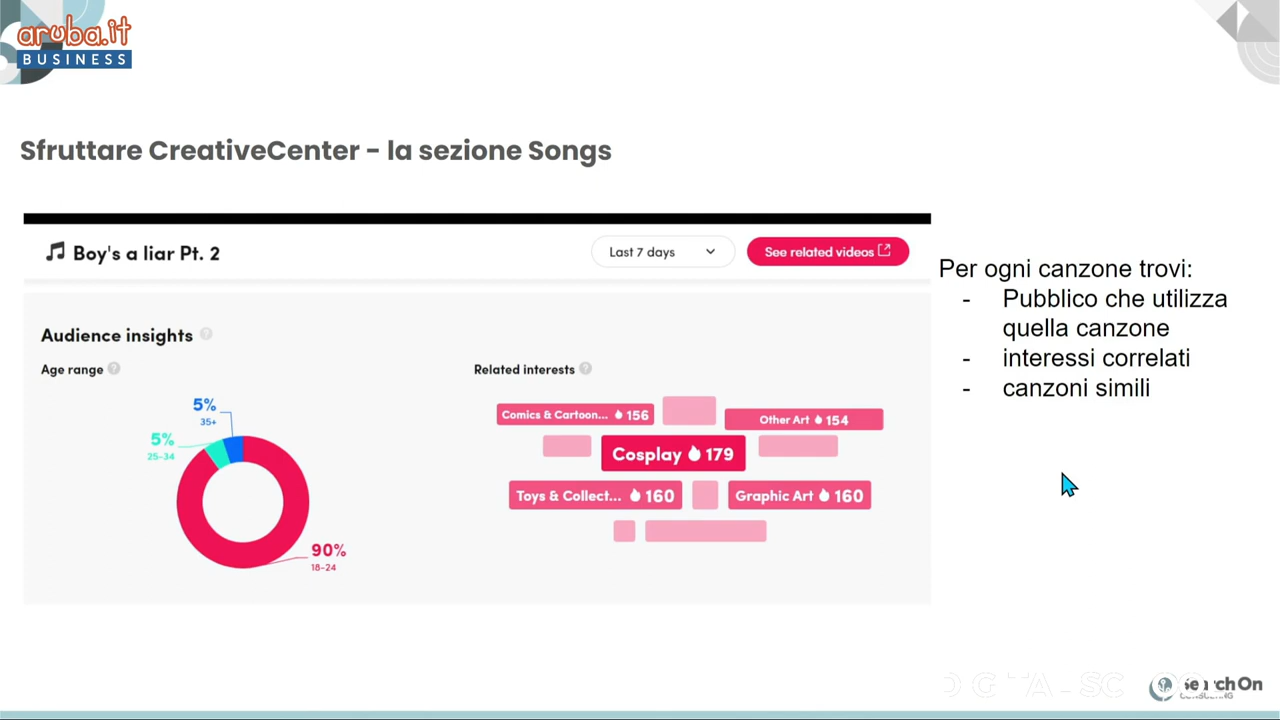 aruba.it
BUSINESS
Sfruttare CreativeCenter - la sezione Songs
Boy's a liar Pt. 2
Last 7 days
See related videos
Per ogni canzone trovi:
- Pubblico che utilizza
quella canzone
- interessi correlati
- canzoni simili
Audience insights ?
Age range ?
Related interests ?
5%
35+
5%
25-34
90%
18-24
Comics & Cartoon... 156
Other Art 154
Cosplay 179
Toys & Collect... 160
Graphic Art 160
SearchOn